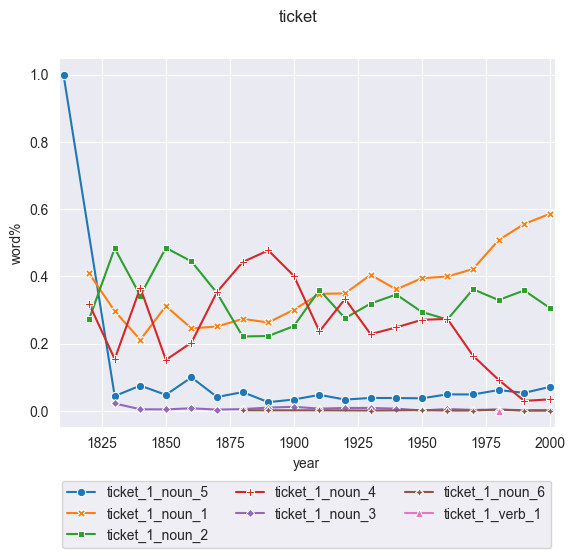 ticket
1.0
0.8
0.6
0.4
0.2
0.0
word%
1825 1850 1875 1900 1925 1950 1975 2000
year
ticket_1_noun_5 ticket_1_noun_4 ticket_1_noun_6
ticket_1_noun_1 ticket_1_noun_3 ticket_1_verb_1
ticket_1_noun_2